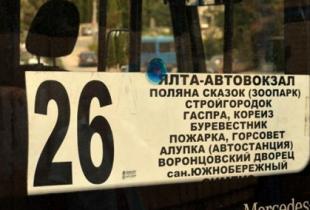 26
ЯЛТА-АВТОВОКЗАЛ
ПОЛЯНА СКАЗОК (ЗООПАРК)
СТРОЙГОРОДОК
ГАСПРА, КОРЕИЗ
БУРЕВЕСТНИК
ПОЖАРКА, ГОРСОВЕТ
АЛУПКА (АВТОСТАНЦИЯ)
ВОРОНЦОВСКИЙ ДВОРЕЦ
сан.ЮЖНОБЕРЕЖНЫЙ
Mercedes